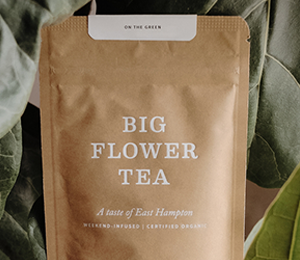 ON THE GREEN
BIG
FLOWER
TEA
A taste of East Hampton
WEEKEND-INFUSED | CERTIFIED ORGANIC